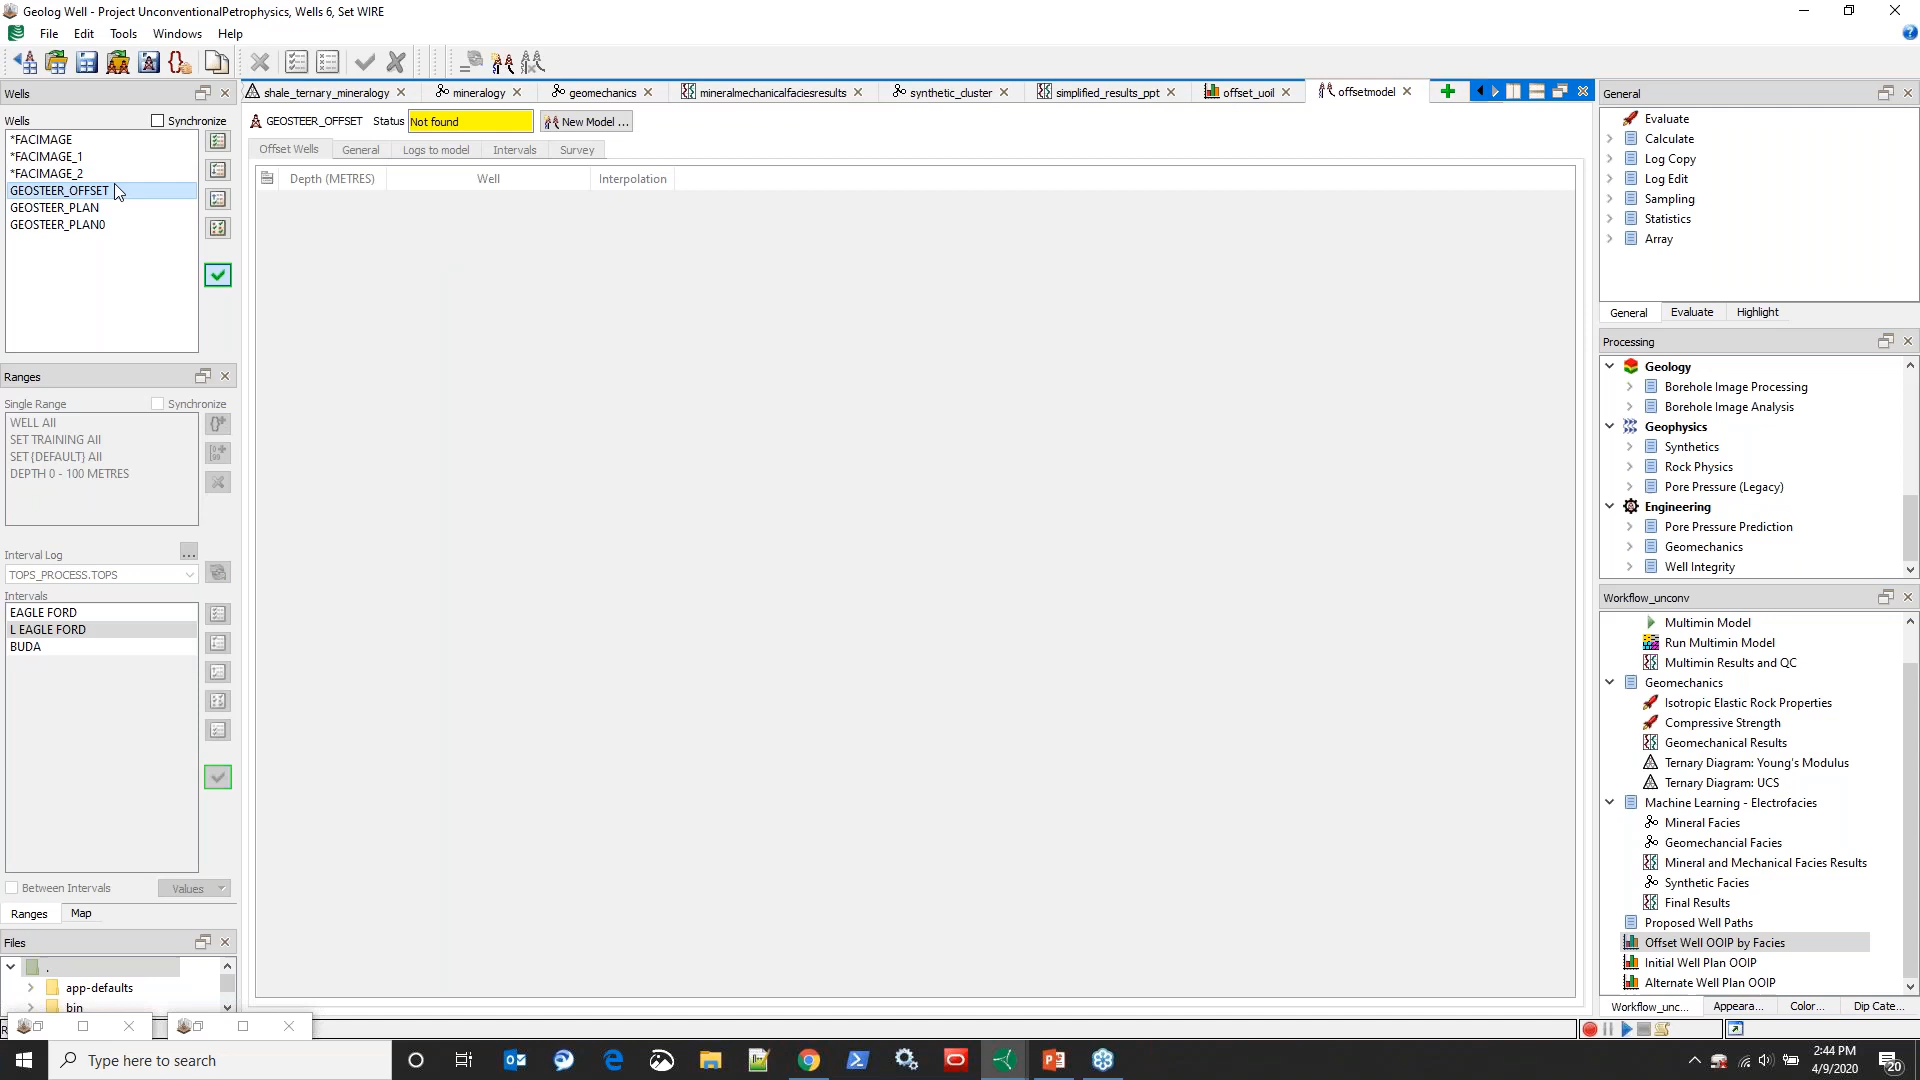 Geolog Well - Project UnconventionalPetrophysics, Wells 6, Set WIRE
File Edit Tools Windows Help
Wells
Wells Synchronize
*FACIMAGE
*FACIMAGE_1
*FACIMAGE_2
GEOSTEER_OFFSET
GEOSTEER_PLAN
GEOSTEER_PLAN0
Ranges
Single Range Synchronize
WELL All
SET TRAINING All
SET {DEFAULT} All
DEPTH 0 - 100 METRES
Interval Log ...
TOPS_PROCESS.TOPS
Intervals
EAGLE FORD
L EAGLE FORD
BUDA
Between Intervals Values
Ranges Map
Files
.
app-defaults
bin
shale_ternary_mineralogy mineralogy geomechanics mineralmechanicalfaciesresults synthetic_cluster simplified_results_ppt offset_uoil offsetmodel
GEOSTEER_OFFSET Status Not found New Model ...
Offset Wells General Logs to model Intervals Survey
Depth (METRES) Well Interpolation
General
Evaluate
Calculate
Log Copy
Log Edit
Sampling
Statistics
Array
General Evaluate Highlight
Processing
Geology
Borehole Image Processing
Borehole Image Analysis
Geophysics
Synthetics
Rock Physics
Pore Pressure (Legacy)
Engineering
Pore Pressure Prediction
Geomechanics
Well Integrity
Workflow_unconv
Multimin Model
Run Multimin Model
Multimin Results and QC
Geomechanics
Isotropic Elastic Rock Properties
Compressive Strength
Geomechanical Results
Ternary Diagram: Young's Modulus
Ternary Diagram: UCS
Machine Learning - Electrofacies
Mineral Facies
Geomechancial Facies
Mineral and Mechanical Facies Results
Synthetic Facies
Final Results
Proposed Well Paths
Offset Well OOIP by Facies
Initial Well Plan OOIP
Alternate Well Plan OOIP
Workflow_unc... Appeara... Color... Dip Cate...
Type here to search
2:44 PM
4/9/2020
20